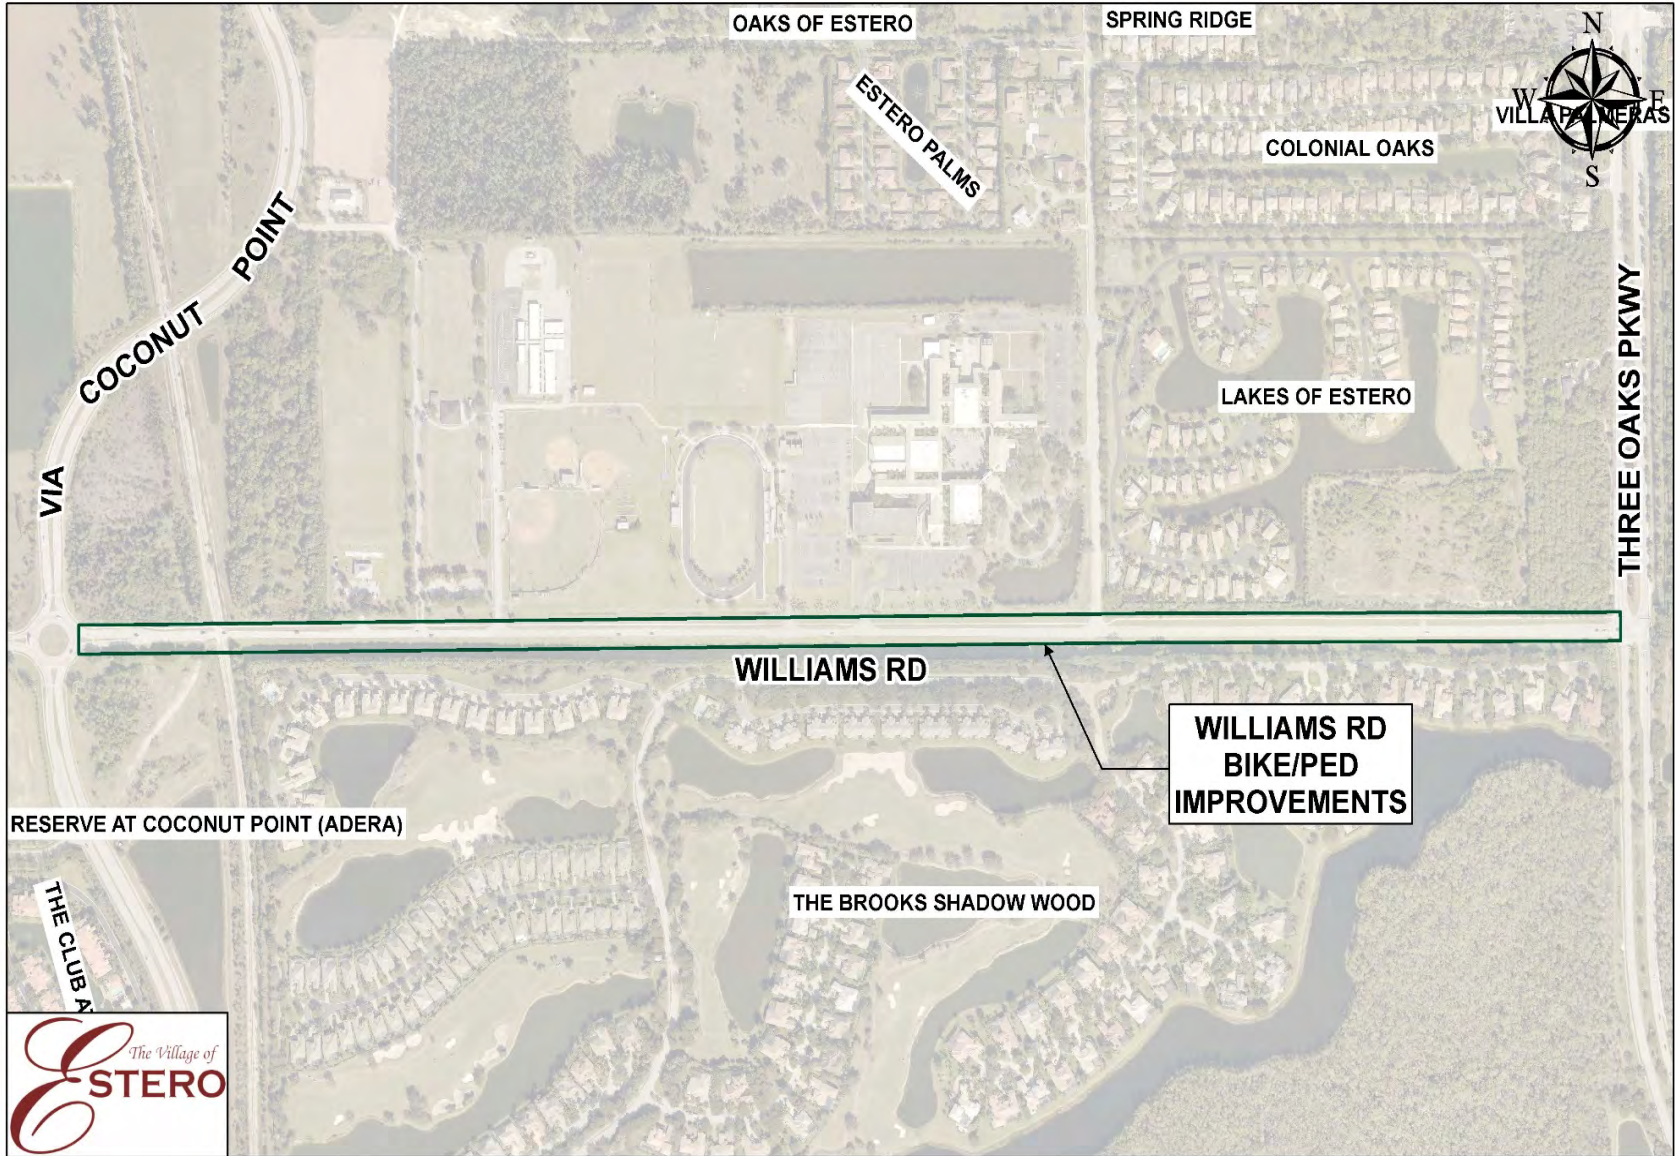 OAKS OF ESTERO
SPRING RIDGE
N
W
E
S
VILLA PALMERAS
ESTERO PALMS
COLONIAL OAKS
VIA COCONUT POINT
LAKES OF ESTERO
THREE OAKS PKWY
WILLIAMS RD
WILLIAMS RD
BIKE/PED
IMPROVEMENTS
RESERVE AT COCONUT POINT (ADERA)
THE BROOKS SHADOW WOOD
THE CLUB
The Village of
ESTERO